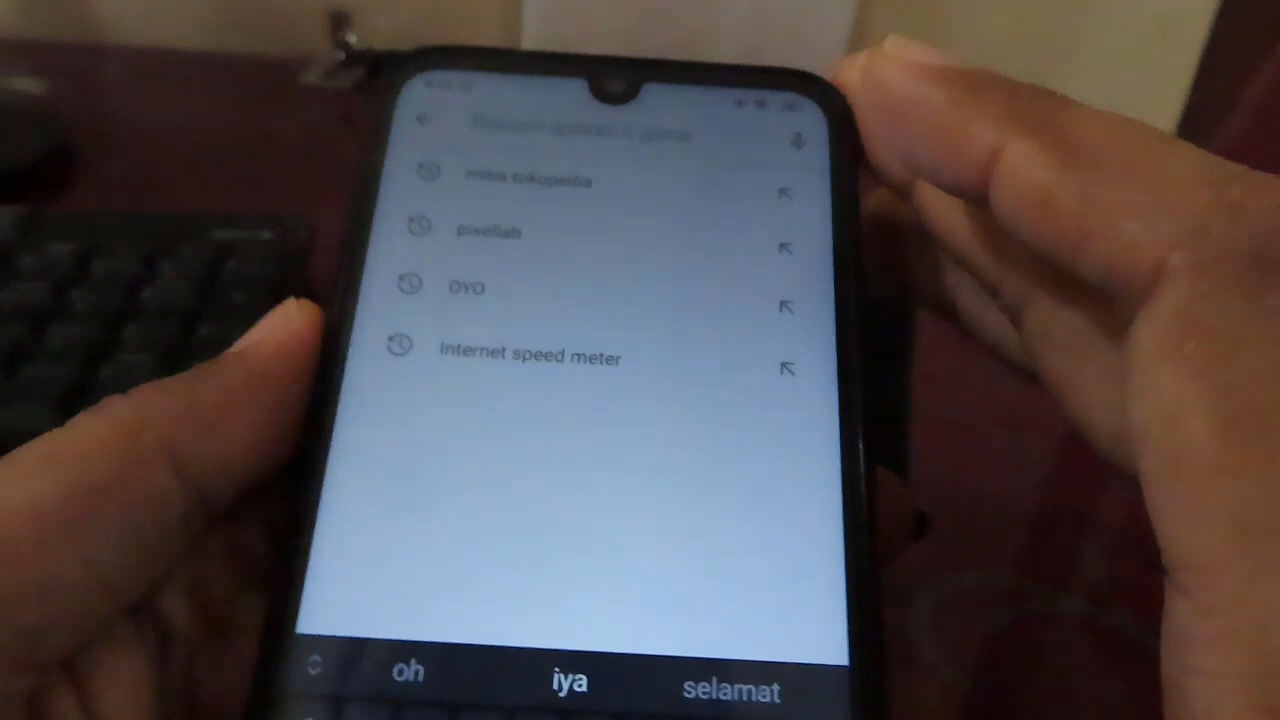 mitra tokopedia
pixellab
OYO
internet speed meter
oh iya selamat